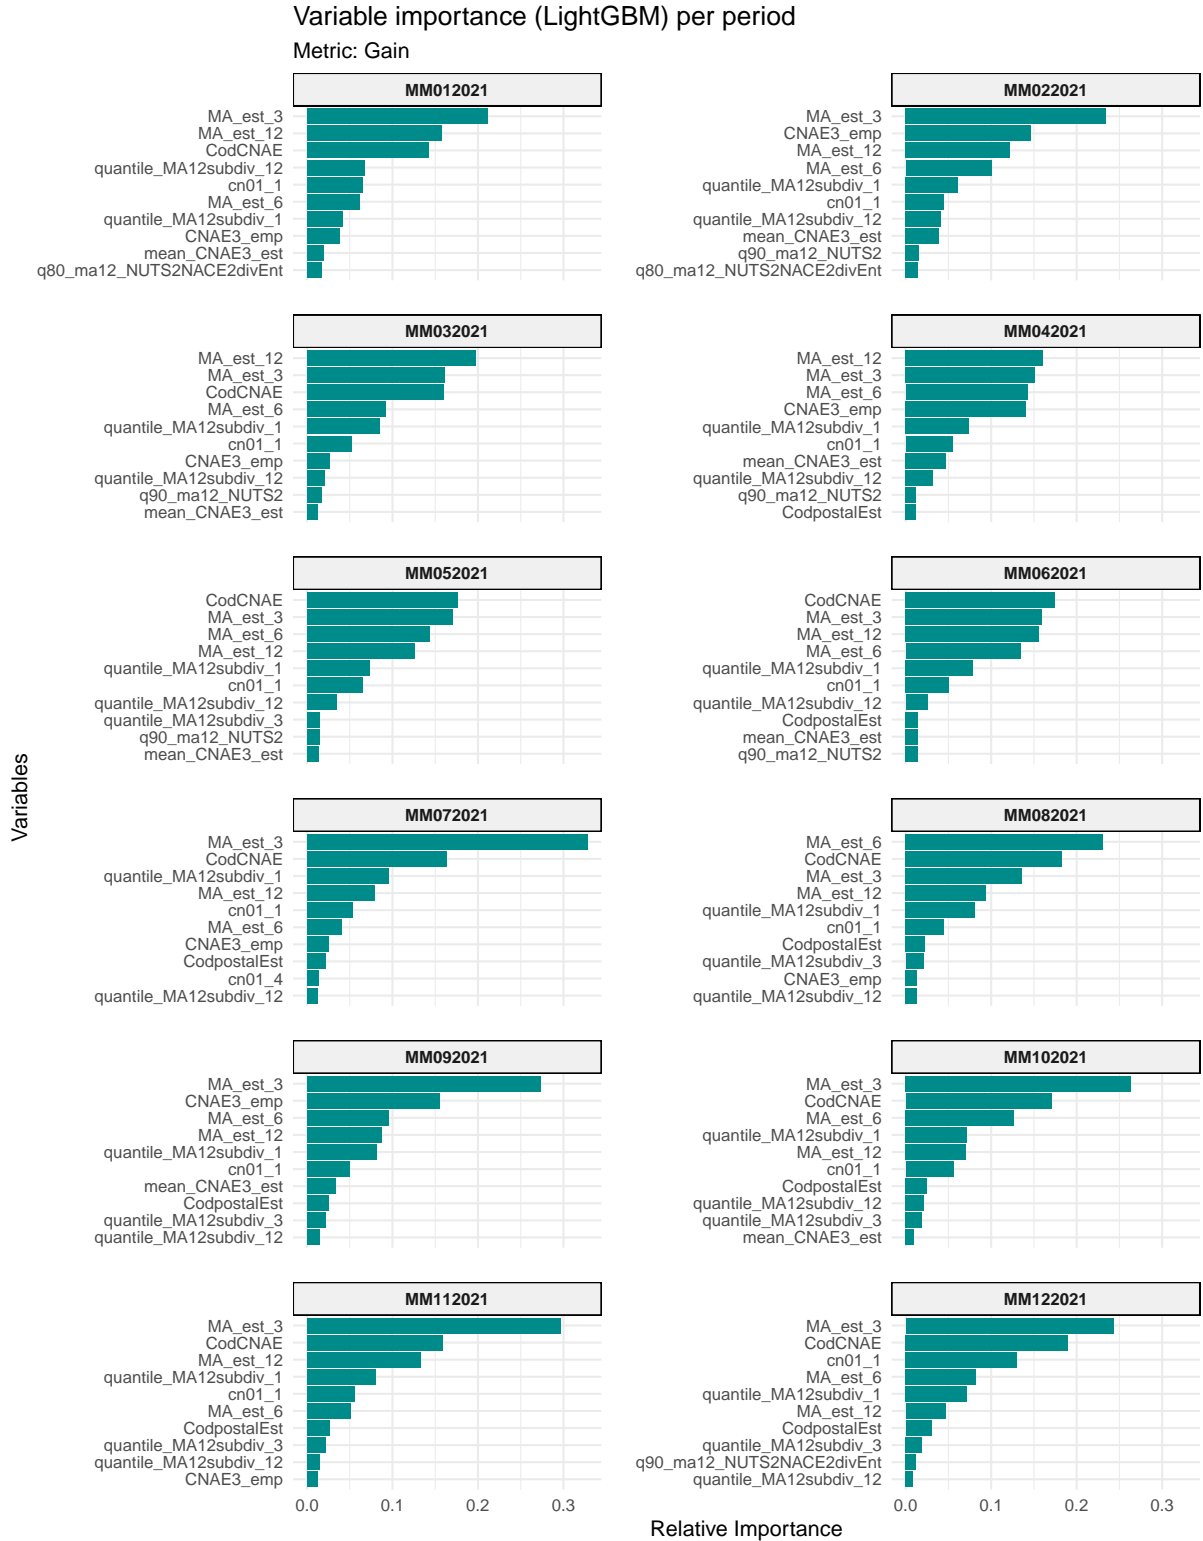 Variable importance (LightGBM) per period
Metric: Gain
MM012021
MA_est_3
MA_est_12
CodCNAE
quantile_MA12subdiv_12
cn01_1
MA_est_6
quantile_MA12subdiv_1
CNAE3_emp
mean_CNAE3_est
q80_ma12_NUTS2NACE2divEnt
MM022021
MA_est_3
CNAE3_emp
MA_est_12
MA_est_6
quantile_MA12subdiv_1
cn01_1
quantile_MA12subdiv_12
mean_CNAE3_est
q90_ma12_NUTS2
q80_ma12_NUTS2NACE2divEnt
MM032021
MA_est_12
MA_est_3
CodCNAE
MA_est_6
quantile_MA12subdiv_1
cn01_1
CNAE3_emp
quantile_MA12subdiv_12
q90_ma12_NUTS2
mean_CNAE3_est
MM042021
MA_est_12
MA_est_3
MA_est_6
CNAE3_emp
quantile_MA12subdiv_1
cn01_1
mean_CNAE3_est
quantile_MA12subdiv_12
q90_ma12_NUTS2
CodpostalEst
MM052021
CodCNAE
MA_est_3
MA_est_6
MA_est_12
quantile_MA12subdiv_1
cn01_1
quantile_MA12subdiv_12
quantile_MA12subdiv_3
q90_ma12_NUTS2
mean_CNAE3_est
MM062021
CodCNAE
MA_est_3
MA_est_12
MA_est_6
quantile_MA12subdiv_1
cn01_1
quantile_MA12subdiv_12
CodpostalEst
mean_CNAE3_est
q90_ma12_NUTS2
Variables
MM072021
MA_est_3
CodCNAE
quantile_MA12subdiv_1
MA_est_12
cn01_1
MA_est_6
CNAE3_emp
CodpostalEst
cn01_4
quantile_MA12subdiv_12
MM082021
MA_est_6
CodCNAE
MA_est_3
MA_est_12
quantile_MA12subdiv_1
cn01_1
CodpostalEst
quantile_MA12subdiv_3
CNAE3_emp
quantile_MA12subdiv_12
MM092021
MA_est_3
CNAE3_emp
MA_est_6
MA_est_12
quantile_MA12subdiv_1
cn01_1
mean_CNAE3_est
CodpostalEst
quantile_MA12subdiv_3
quantile_MA12subdiv_12
MM102021
MA_est_3
CodCNAE
MA_est_6
quantile_MA12subdiv_1
MA_est_12
cn01_1
CodpostalEst
quantile_MA12subdiv_12
quantile_MA12subdiv_3
mean_CNAE3_est
MM112021
MA_est_3
CodCNAE
MA_est_12
quantile_MA12subdiv_1
cn01_1
MA_est_6
CodpostalEst
quantile_MA12subdiv_3
quantile_MA12subdiv_12
CNAE3_emp
0.0 0.1 0.2 0.3
MM122021
MA_est_3
CodCNAE
cn01_1
MA_est_6
quantile_MA12subdiv_1
MA_est_12
CodpostalEst
quantile_MA12subdiv_3
q90_ma12_NUTS2NACE2divEnt
quantile_MA12subdiv_12
0.0 0.1 0.2 0.3
Relative Importance